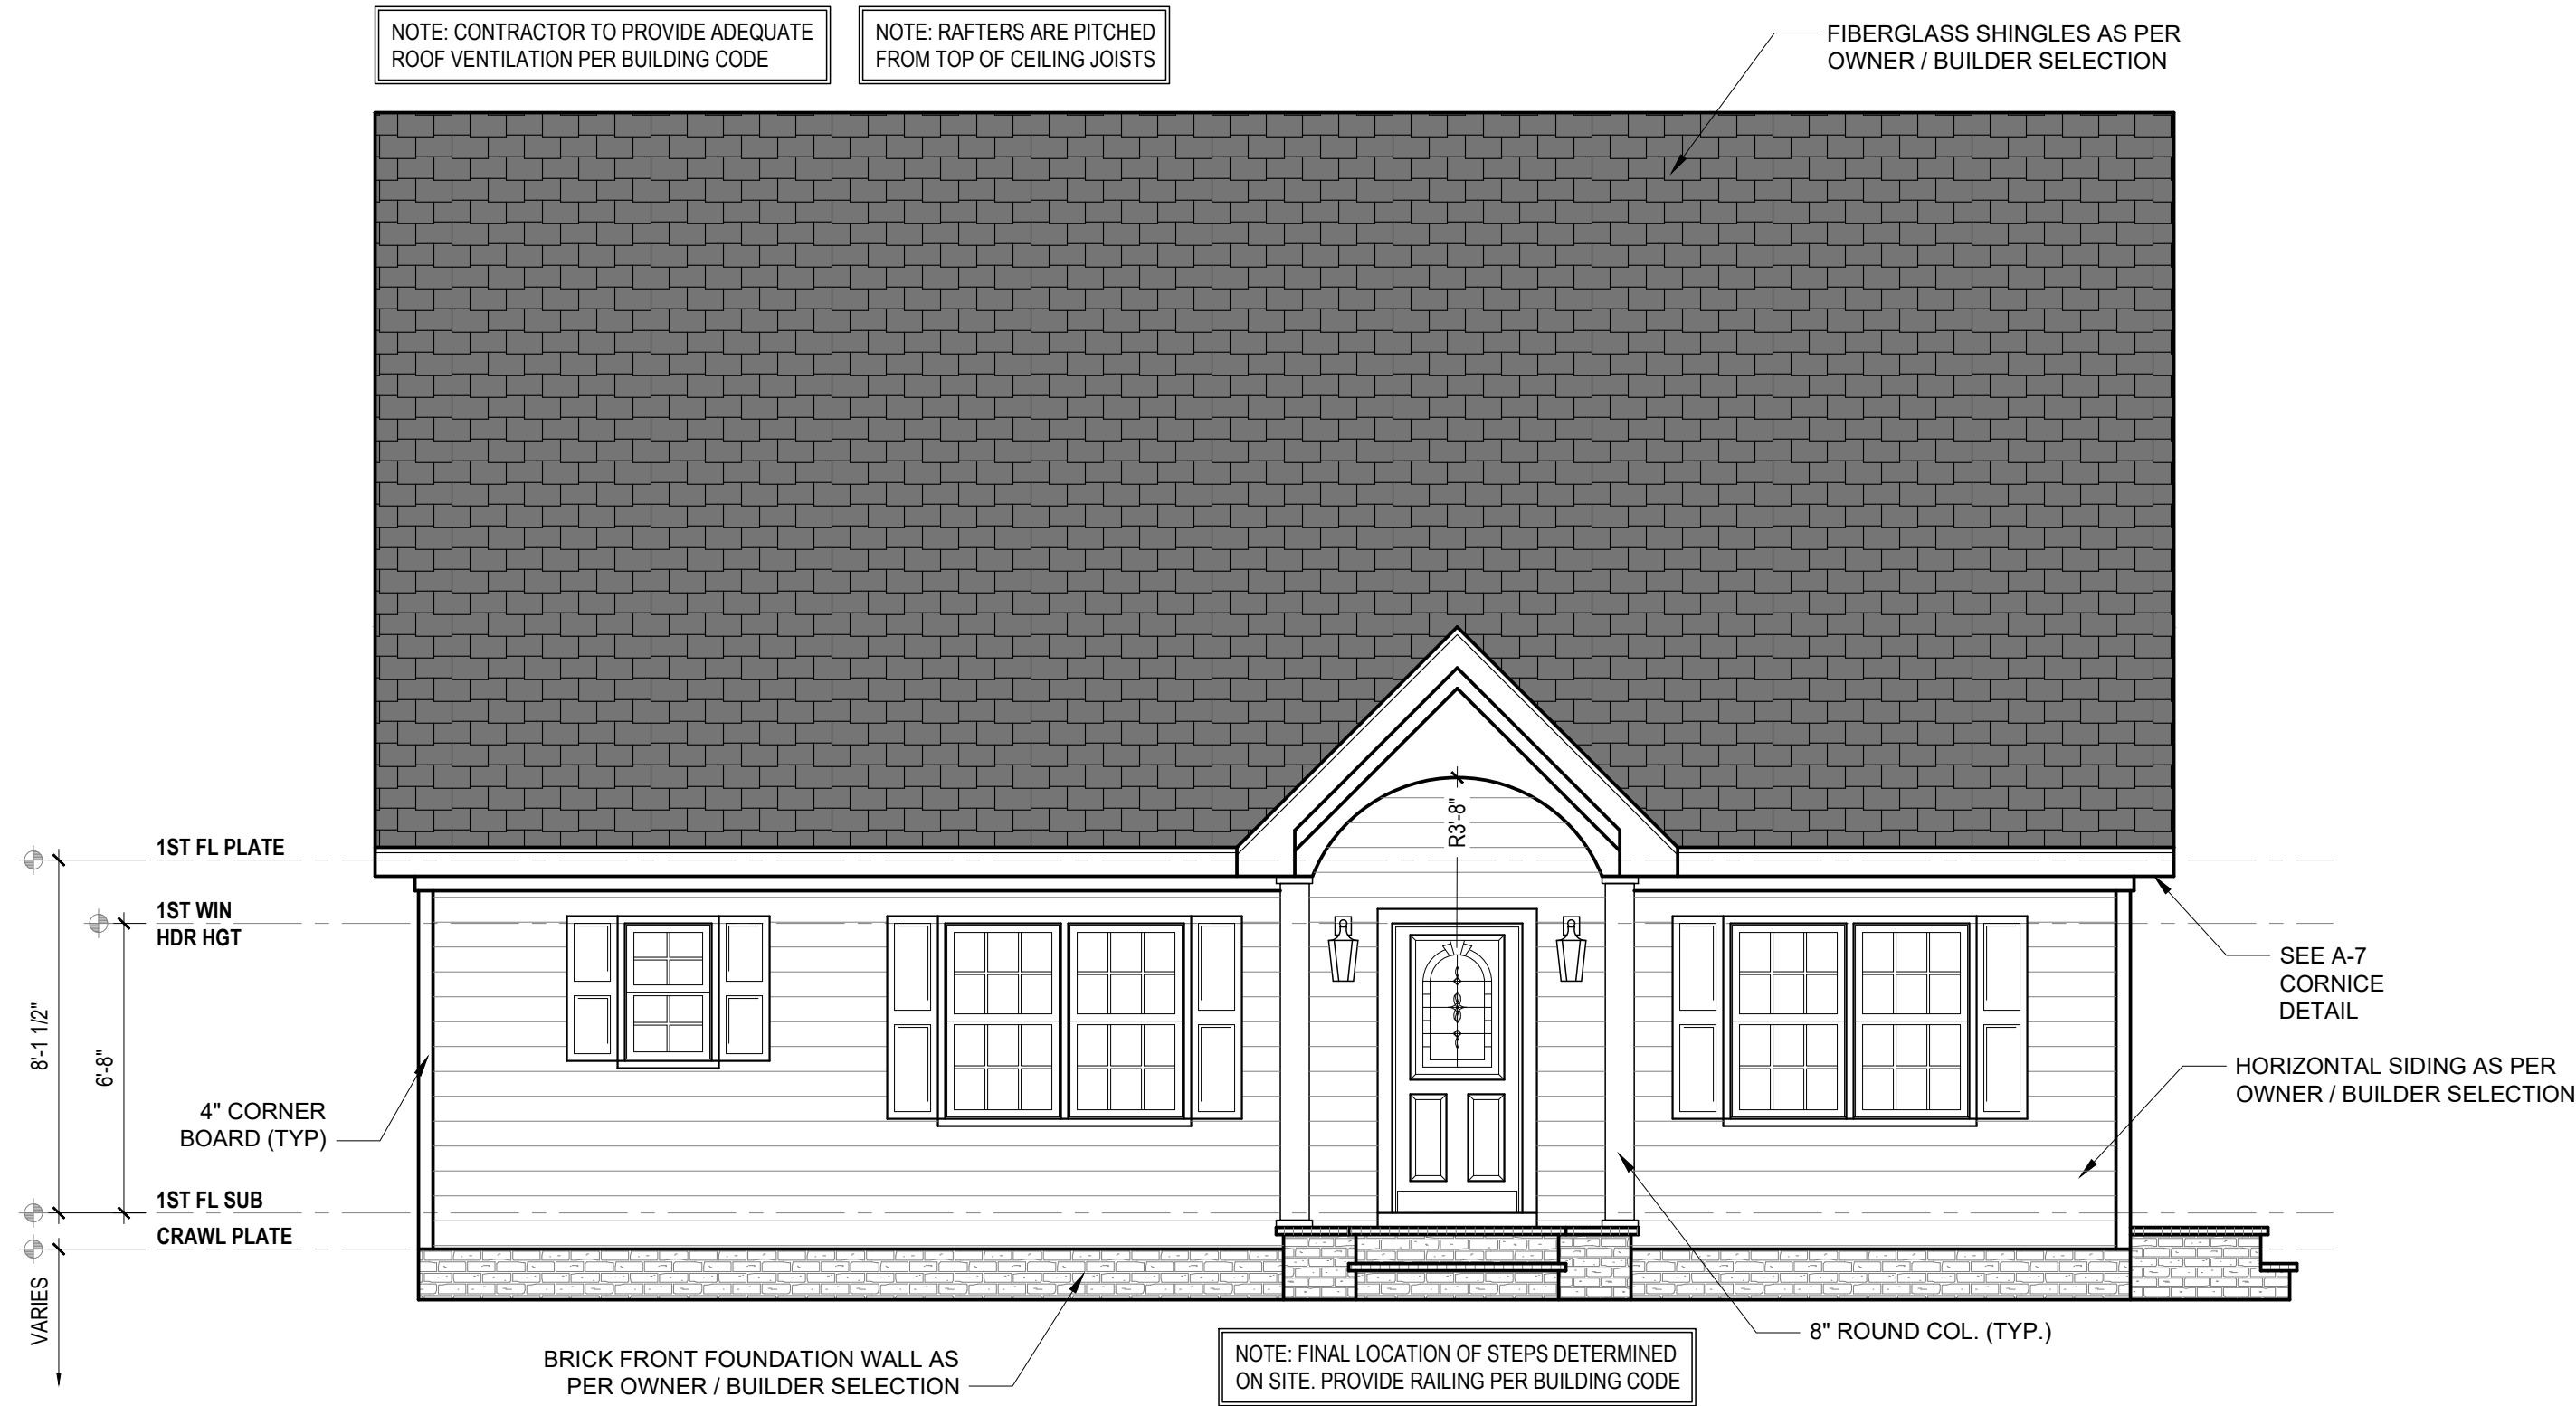 NOTE: CONTRACTOR TO PROVIDE ADEQUATE
ROOF VENTILATION PER BUILDING CODE
NOTE: RAFTERS ARE PITCHED
FROM TOP OF CEILING JOISTS
FIBERGLASS SHINGLES AS PER
OWNER / BUILDER SELECTION
R3'-8"
1ST FL PLATE
1ST WIN
HDR HGT
8'-1 1/2"
6'-8"
4" CORNER
BOARD (TYP)
1ST FL SUB
CRAWL PLATE
VARIES
SEE A-7
CORNICE
DETAIL
HORIZONTAL SIDING AS PER
OWNER / BUILDER SELECTION
8" ROUND COL. (TYP.)
BRICK FRONT FOUNDATION WALL AS
PER OWNER / BUILDER SELECTION
NOTE: FINAL LOCATION OF STEPS DETERMINED
ON SITE. PROVIDE RAILING PER BUILDING CODE